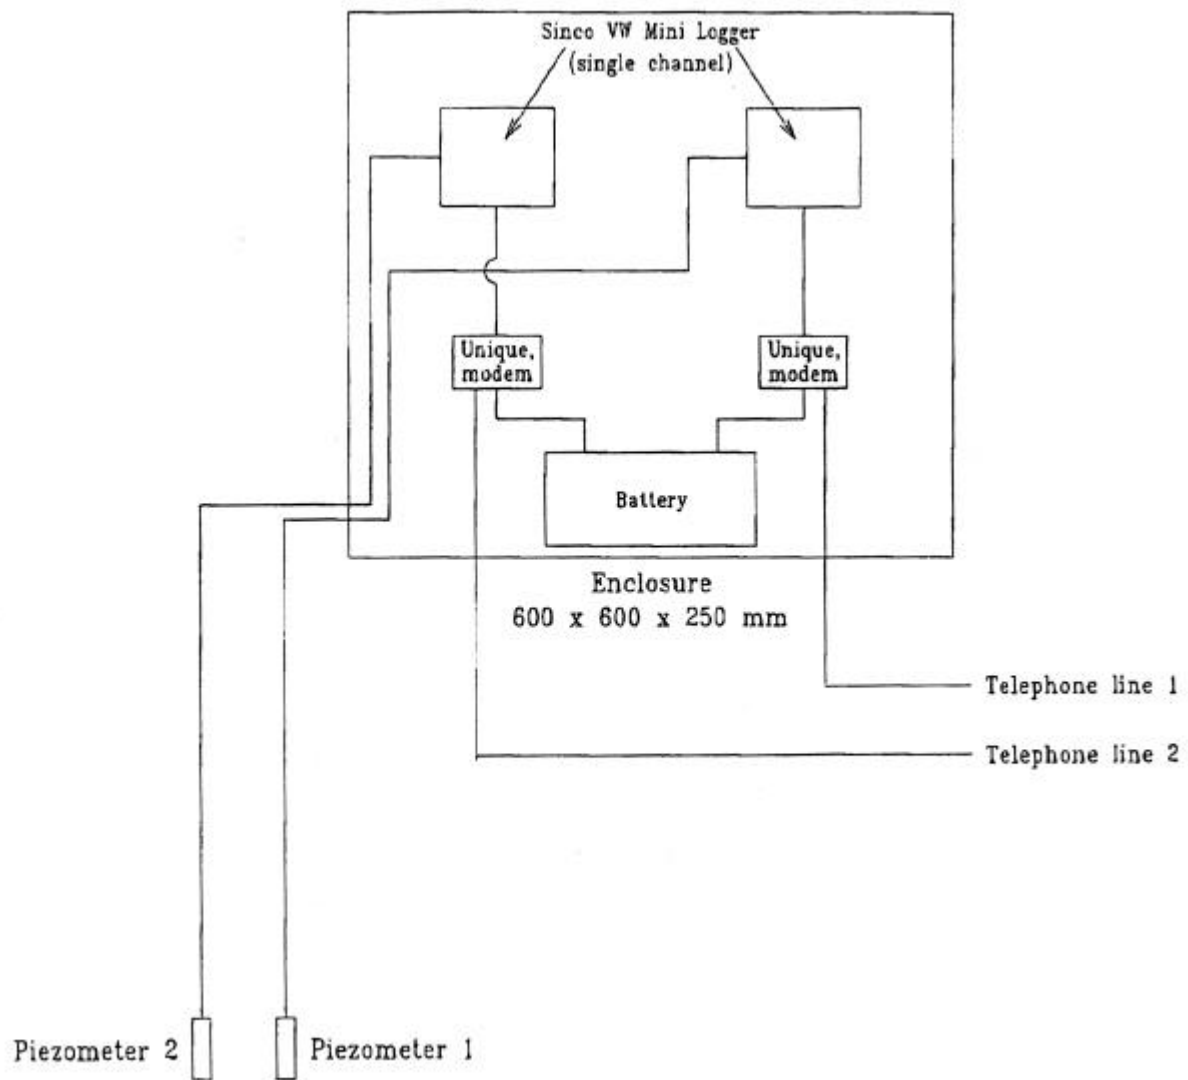 Sinco VW Mini Logger
(single channel)
Unique,
modem
Unique,
modem
Battery
Enclosure
600 x 600 x 250 mm
Telephone line 1
Telephone line 2
Piezometer 2
Piezometer 1